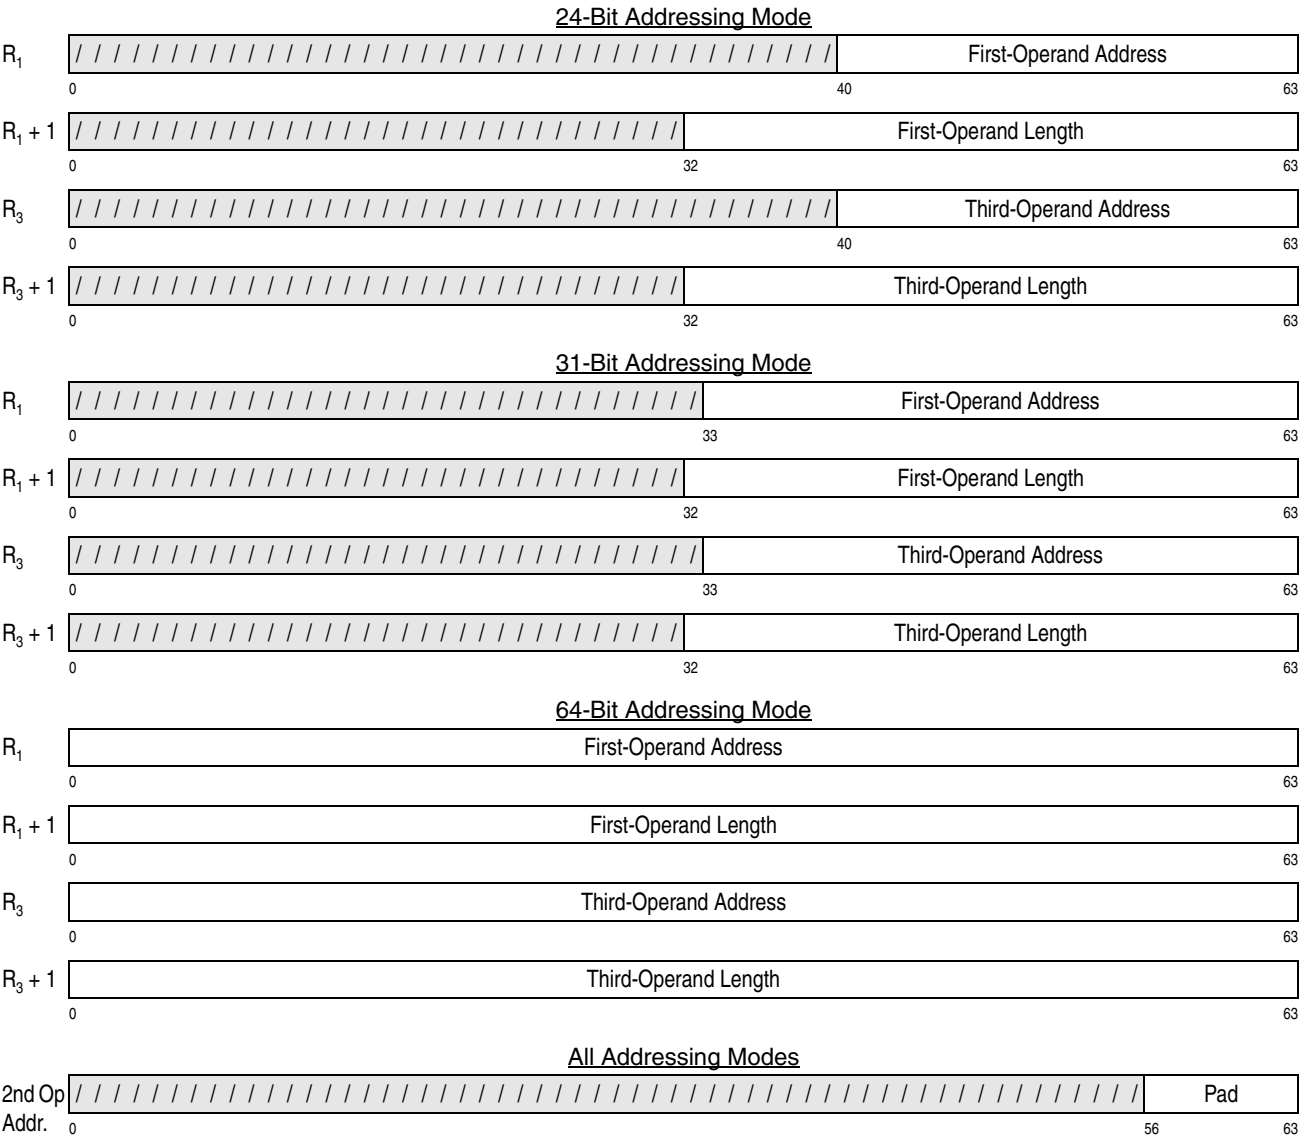 24-Bit Addressing Mode
R1 / / / / / / / / / / / / / / / / / / / / / / / / / / / / / / / / / / / / / / / / First-Operand Address
0 40 63
R1 + 1 / / / / / / / / / / / / / / / / / / / / / / / / / / / / / / / / First-Operand Length
0 32 63
R3 / / / / / / / / / / / / / / / / / / / / / / / / / / / / / / / / / / / / / / / / Third-Operand Address
0 40 63
R3 + 1 / / / / / / / / / / / / / / / / / / / / / / / / / / / / / / / / Third-Operand Length
0 32 63
31-Bit Addressing Mode
R1 / / / / / / / / / / / / / / / / / / / / / / / / / / / / / / / / / First-Operand Address
0 33 63
R1 + 1 / / / / / / / / / / / / / / / / / / / / / / / / / / / / / / / / First-Operand Length
0 32 63
R3 / / / / / / / / / / / / / / / / / / / / / / / / / / / / / / / / / Third-Operand Address
0 33 63
R3 + 1 / / / / / / / / / / / / / / / / / / / / / / / / / / / / / / / / Third-Operand Length
0 32 63
64-Bit Addressing Mode
R1 First-Operand Address
0 63
R1 + 1 First-Operand Length
0 63
R3 Third-Operand Address
0 63
R3 + 1 Third-Operand Length
0 63
All Addressing Modes
2nd Op / / / / / / / / / / / / / / / / / / / / / / / / / / / / / / / / / / / / / / / / / / / / / / / / / / / / / / / / Pad
Addr. 0 56 63